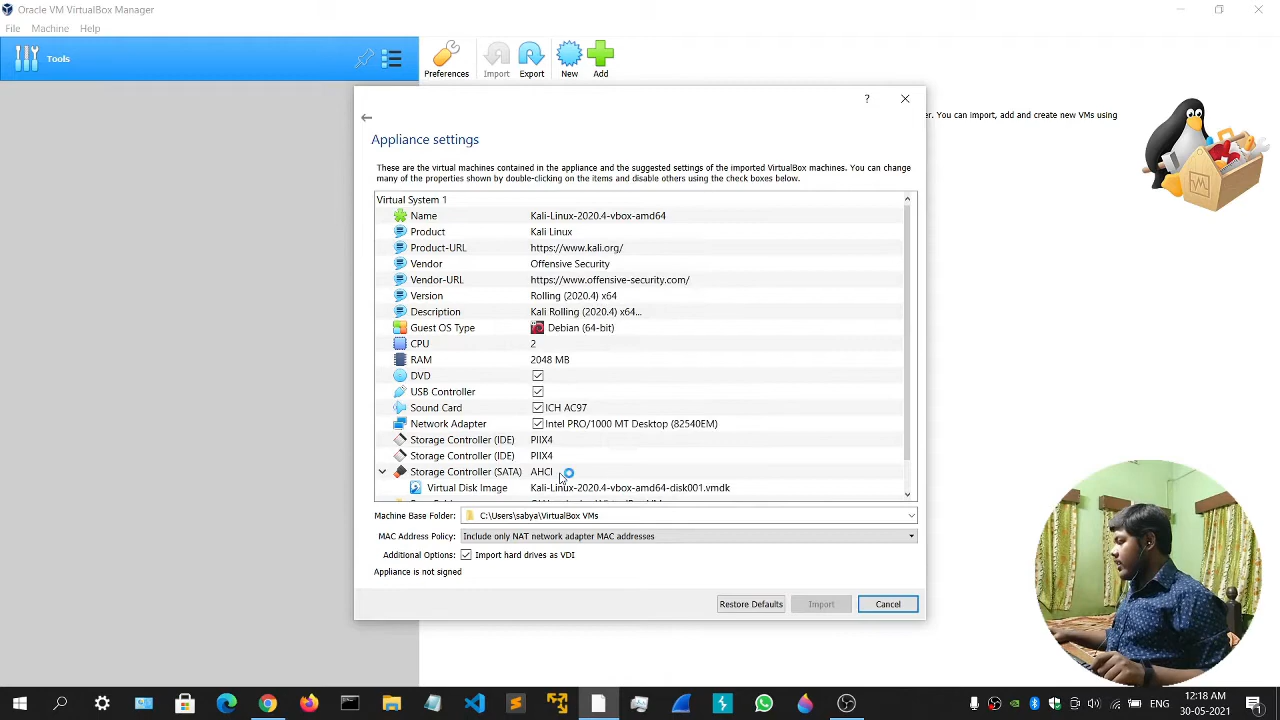 Oracle VM VirtualBox Manager
File Machine Help
Tools
Preferences Import Export New Add
er. You can import, add and create new VMs using
Appliance settings
These are the virtual machines contained in the appliance and the suggested settings of the imported VirtualBox machines. You can change
many of the properties shown by double-clicking on the items and disable others using the check boxes below.
Virtual System 1
Name Kali-Linux-2020.4-vbox-amd64
Product Kali Linux
Product-URL https://www.kali.org/
Vendor Offensive Security
Vendor-URL https://www.offensive-security.com/
Version Rolling (2020.4) x64
Description Kali Rolling (2020.4) x64...
Guest OS Type Debian (64-bit)
CPU 2
RAM 2048 MB
DVD
USB Controller
Sound Card ICH AC97
Network Adapter Intel PRO/1000 MT Desktop (82540EM)
Storage Controller (IDE) PIIX4
Storage Controller (IDE) PIIX4
Storage Controller (SATA) AHCI
Virtual Disk Image Kali-Linux-2020.4-vbox-amd64-disk001.vmdk
Machine Base Folder: C:\Users\sabya\VirtualBox VMs
MAC Address Policy: Include only NAT network adapter MAC addresses
Additional Options: Import hard drives as VDI
Appliance is not signed
Restore Defaults Import Cancel
ENG 12:18 AM
30-05-2021